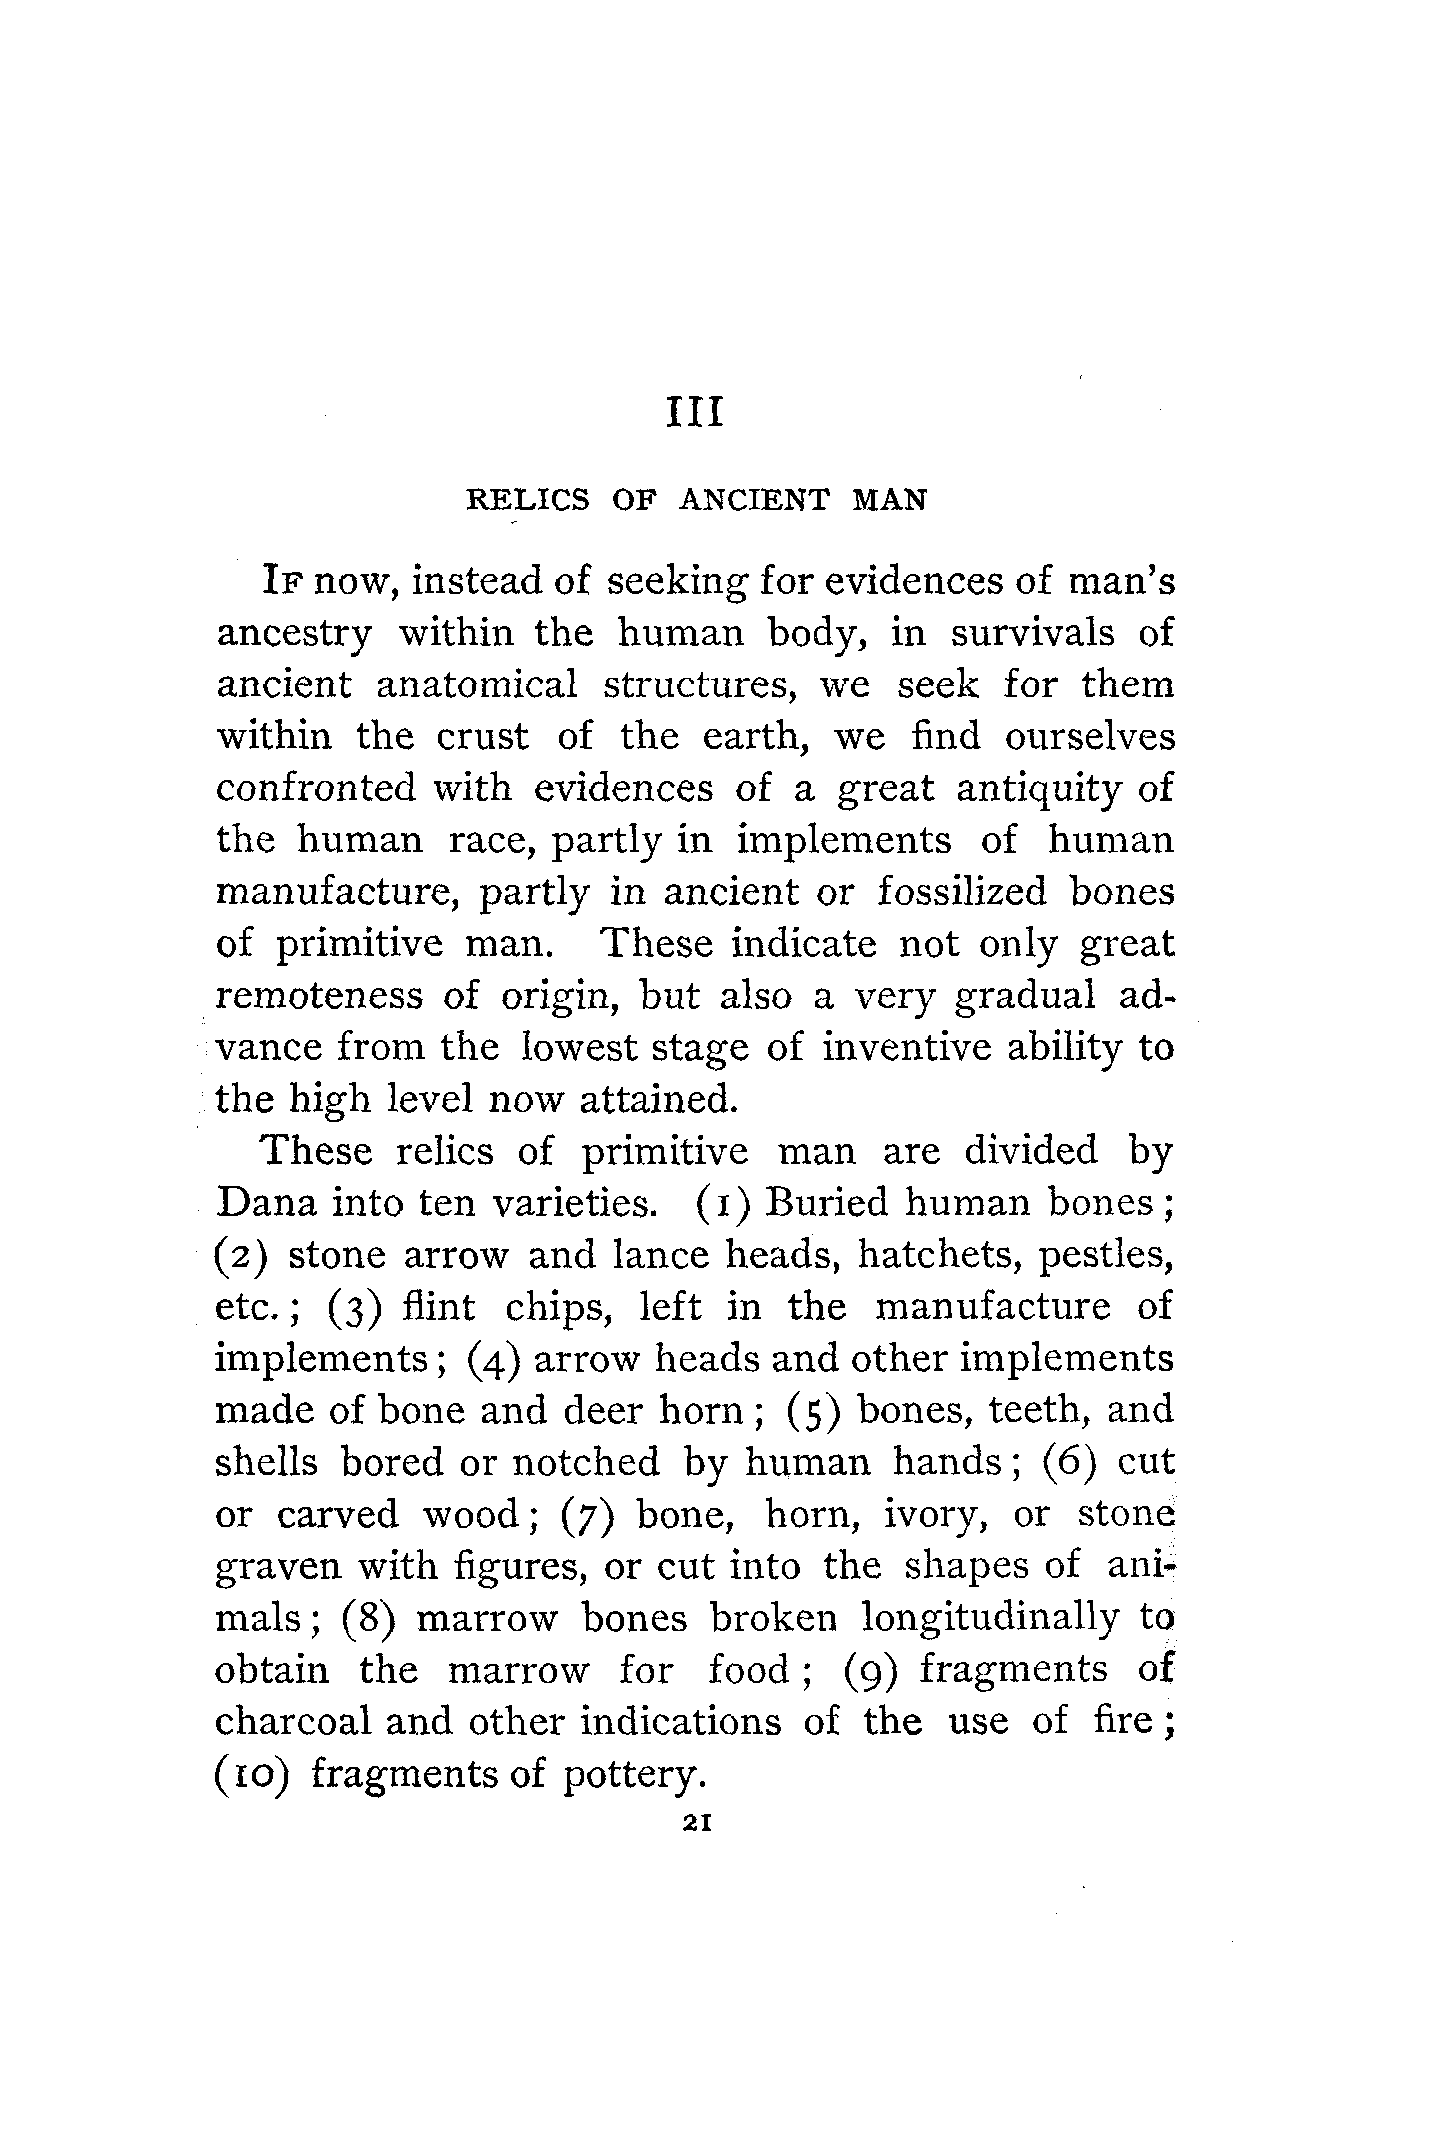 III
RELICS OF ANCIENT MAN
IF now, instead of seeking for evidences of man's
ancestry within the human body, in survivals of
ancient anatomical structures, we seek for them
within the crust of the earth, we find ourselves
confronted with evidences of a great antiquity of
the human race, partly in implements of human
manufacture, partly in ancient or fossilized bones
of primitive man. These indicate not only great
remoteness of origin, but also a very gradual ad-
vance from the lowest stage of inventive ability to
the high level now attained.
These relics of primitive man are divided by
Dana into ten varieties. (1) Buried human bones;
(2) stone arrow and lance heads, hatchets, pestles,
etc.; (3) flint chips, left in the manufacture of
implements; (4) arrow heads and other implements
made of bone and deer horn; (5) bones, teeth, and
shells bored or notched by human hands; (6) cut
or carved wood; (7) bone, horn, ivory, or stone
graven with figures, or cut into the shapes of ani-
mals; (8) marrow bones broken longitudinally to
obtain the marrow for food; (9) fragments of
charcoal and other indications of the use of fire;
(10) fragments of pottery.
21